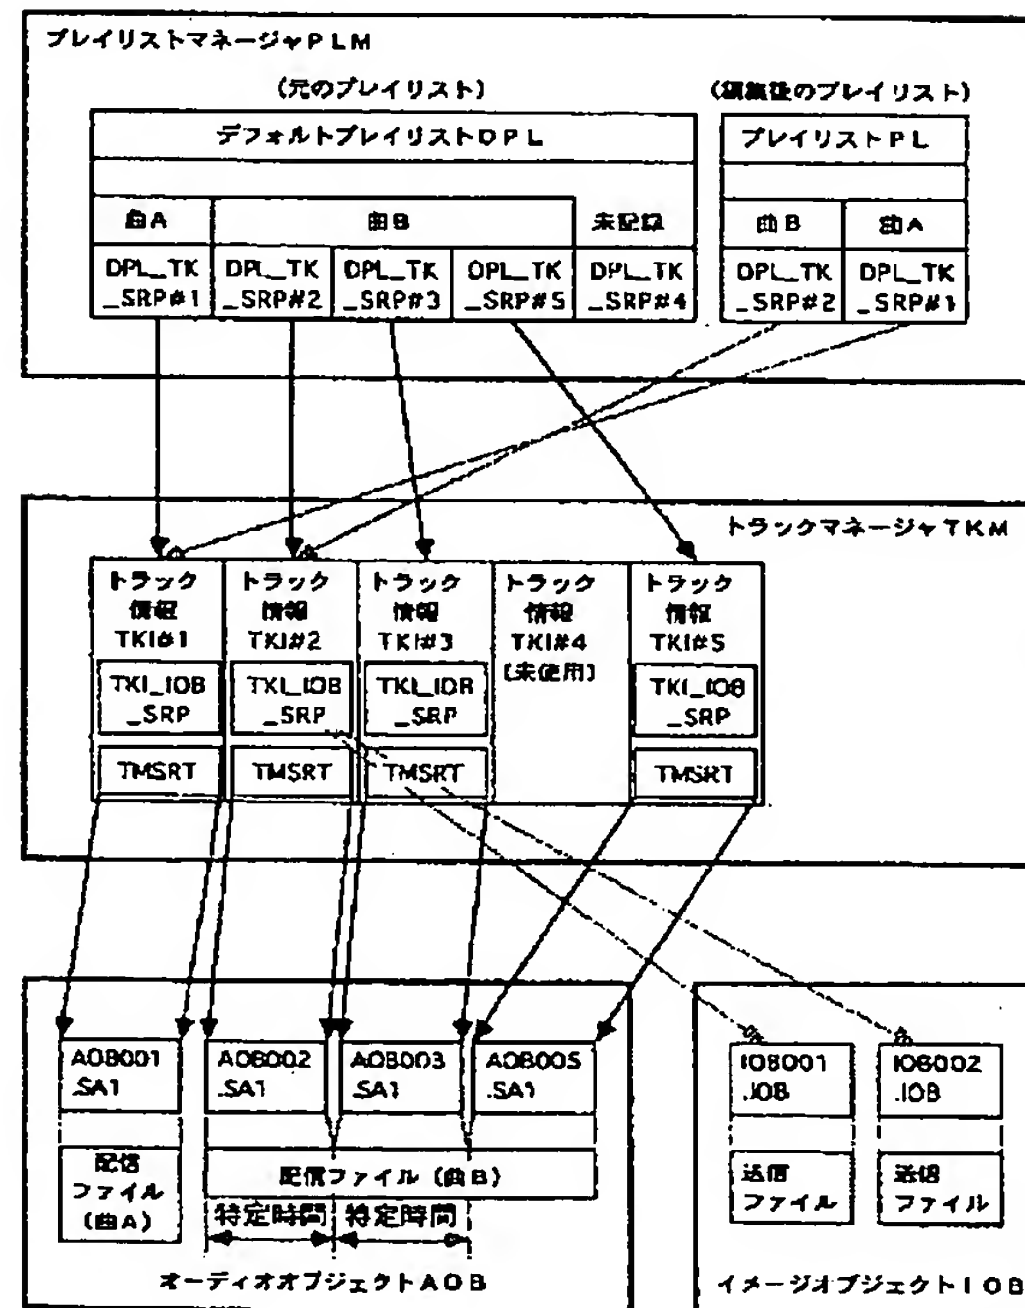 プレイリストマネージャPLM
(元のプレイリスト)
(編集後のプレイリスト)
デフォルトプレイリストDPL
プレイリストPL
曲A
曲B
未記録
曲B
曲A
DPL_TK
_SRP#1
DPL_TK
_SRP#2
DPL_TK
_SRP#3
DPL_TK
_SRP#5
DPL_TK
_SRP#4
DPL_TK
_SRP#2
DPL_TK
_SRP#1
トラックマネージャTKM
トラック
情報
TKI#1
トラック
情報
TKI#2
トラック
情報
TKI#3
トラック
情報
TKI#4
[未使用]
トラック
情報
TKI#5
TKI_IOB
_SRP
TKI_IOB
_SRP
TKI_IOB
_SRP
TKI_IOB
_SRP
TMSRT
TMSRT
TMSRT
TMSRT
AOB001
.SA1
AOB002
.SA1
AOB003
.SA1
AOB005
.SA1
IOB001
.IOB
IOB002
.IOB
配信
ファイル
(曲A)
配信ファイル(曲B)
送信
ファイル
送信
ファイル
特定時間
特定時間
オーディオオブジェクトAOB
イメージオブジェクトIOB